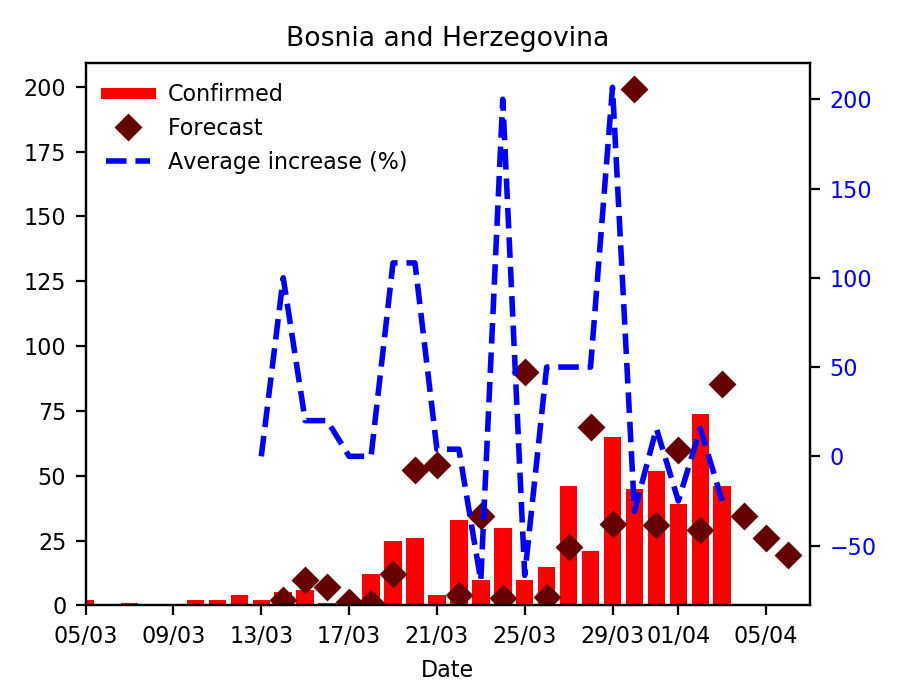 Bosnia and Herzegovina
Confirmed
Forecast
Average increase (%)
200
175
150
125
100
75
50
25
0
200
150
100
50
0
−50
05/03 09/03 13/03 17/03 21/03 25/03 29/03 01/04 05/04
Date